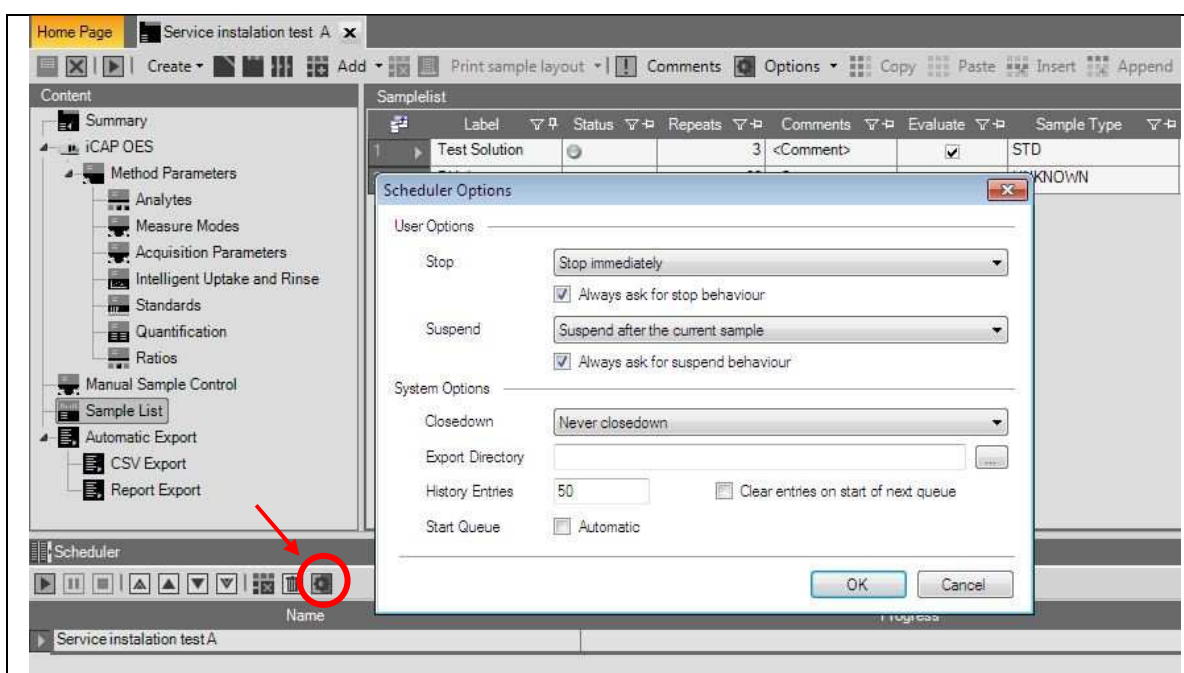 Home Page Service instalation test A
Create Add Print sample layout Comments Options Copy Paste Insert Append
Content
Summary
iCAP OES
Method Parameters
Analytes
Measure Modes
Acquisition Parameters
Intelligent Uptake and Rinse
Standards
Quantification
Ratios
Manual Sample Control
Sample List
Automatic Export
CSV Export
Report Export
Samplelist
Label Status Repeats Comments Evaluate Sample Type
1 Test Solution 3 <Comment> STD
UNKNOWN
Scheduler Options
User Options
Stop Stop immediately
Always ask for stop behaviour
Suspend Suspend after the current sample
Always ask for suspend behaviour
System Options
Closedown Never closedown
Export Directory ...
History Entries 50 Clear entries on start of next queue
Start Queue Automatic
OK Cancel
Scheduler
Name Progress
Service instalation test A